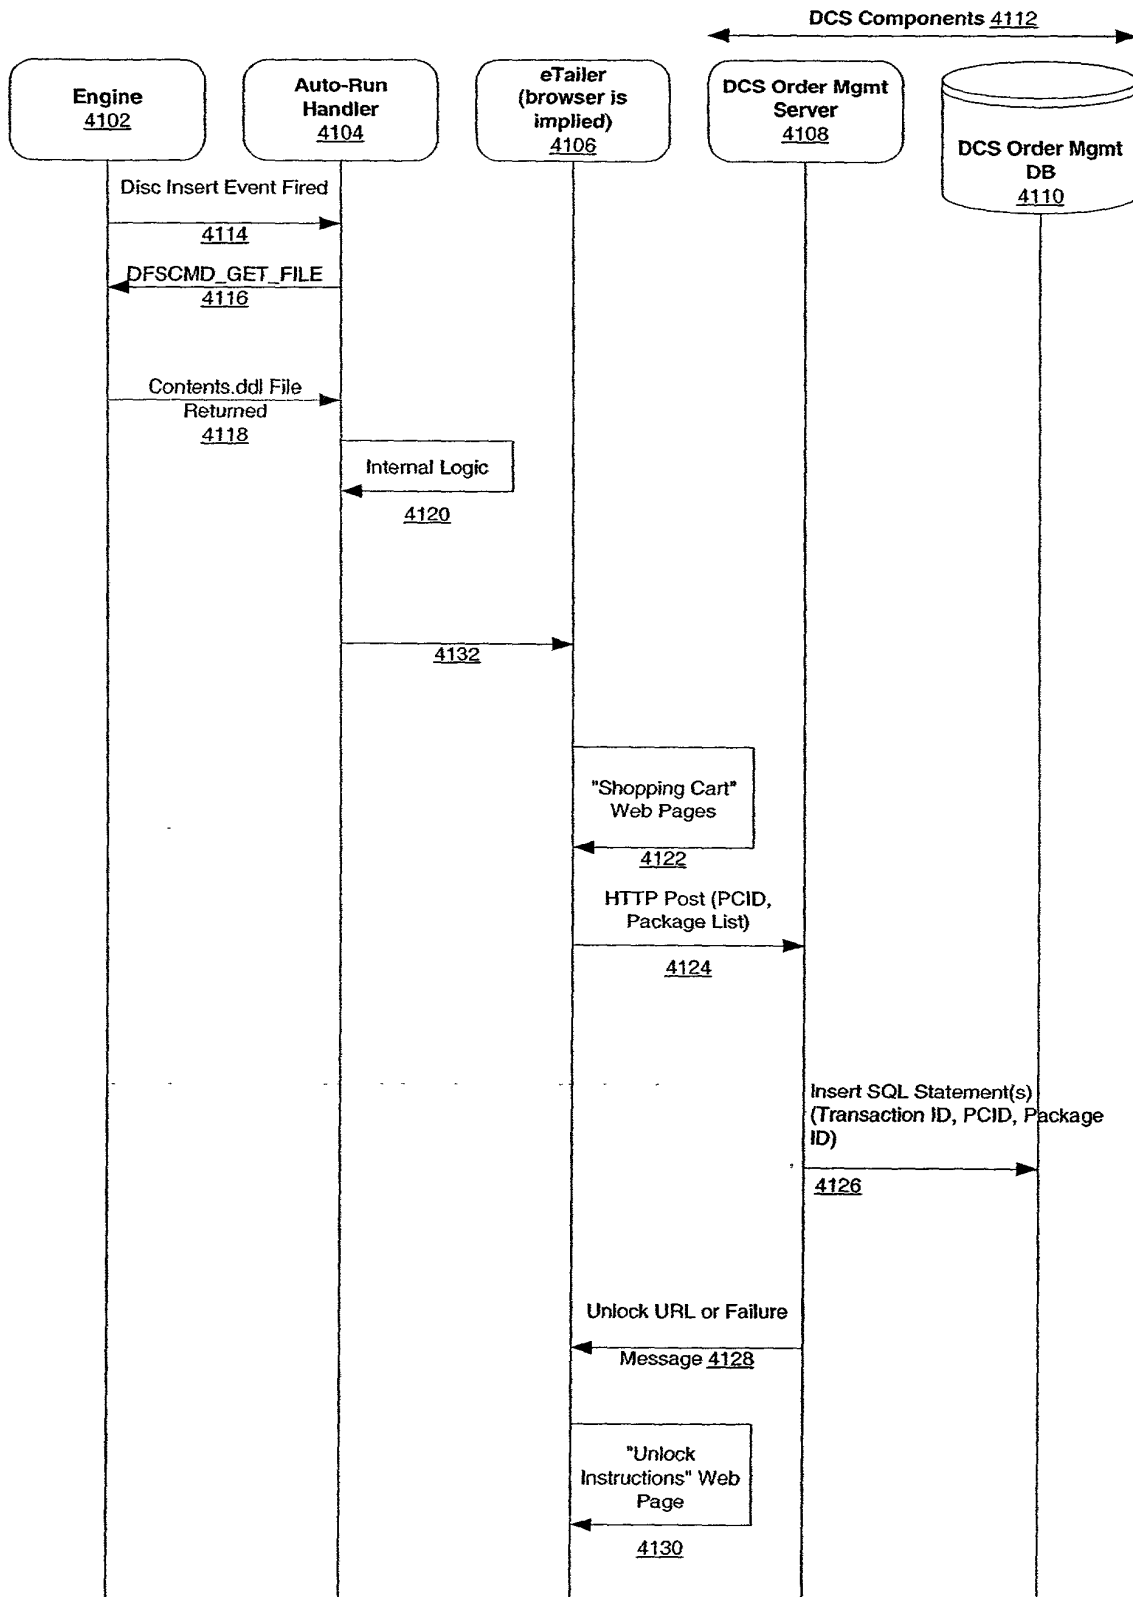 DCS Components 4112
Engine
4102
Auto-Run
Handler
4104
eTailer
(browser is
implied)
4106
DCS Order Mgmt
Server
4108
DCS Order Mgmt
DB
4110
Disc Insert Event Fired
4114
DFSCMD_GET_FILE
4116
Contents.ddl File
Returned
4118
Internal Logic
4120
4132
"Shopping Cart"
Web Pages
4122
HTTP Post (PCID,
Package List)
4124
Insert SQL Statement(s)
(Transaction ID, PCID, Package
ID)
4126
Unlock URL or Failure
Message 4128
"Unlock
Instructions" Web
Page
4130